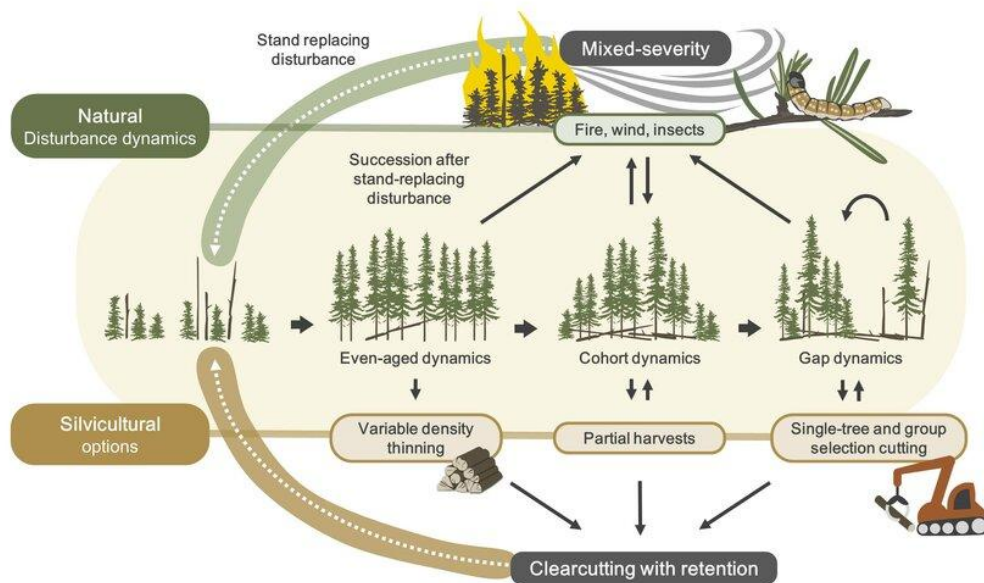 Stand replacing
disturbance
Mixed-severity
Natural
Disturbance dynamics
Fire, wind, insects
Succession after
stand-replacing
disturbance
Even-aged dynamics
Cohort dynamics
Gap dynamics
Silvicultural
options
Variable density
thinning
Partial harvests
Single-tree and group
selection cutting
Clearcutting with retention